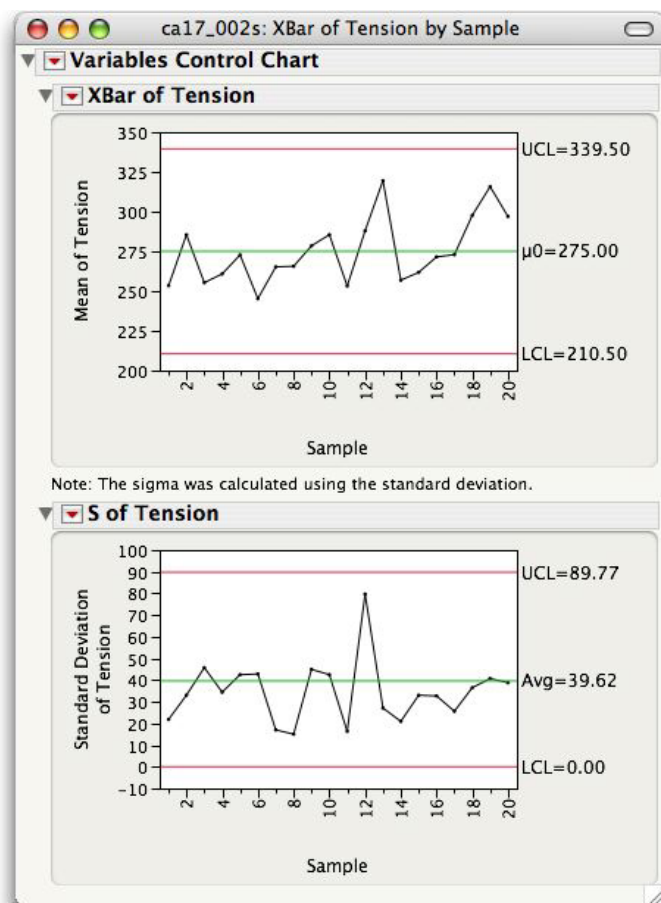 ca17_002s: XBar of Tension by Sample
Variables Control Chart
XBar of Tension
Mean of Tension
350
325
300
275
250
225
200
UCL=339.50
µ0=275.00
LCL=210.50
2 4 6 8 10 12 14 16 18 20
Sample
Note: The sigma was calculated using the standard deviation.
S of Tension
Standard Deviation
of Tension
100
90
80
70
60
50
40
30
20
10
0
-10
UCL=89.77
Avg=39.62
LCL=0.00
2 4 6 8 10 12 14 16 18 20
Sample